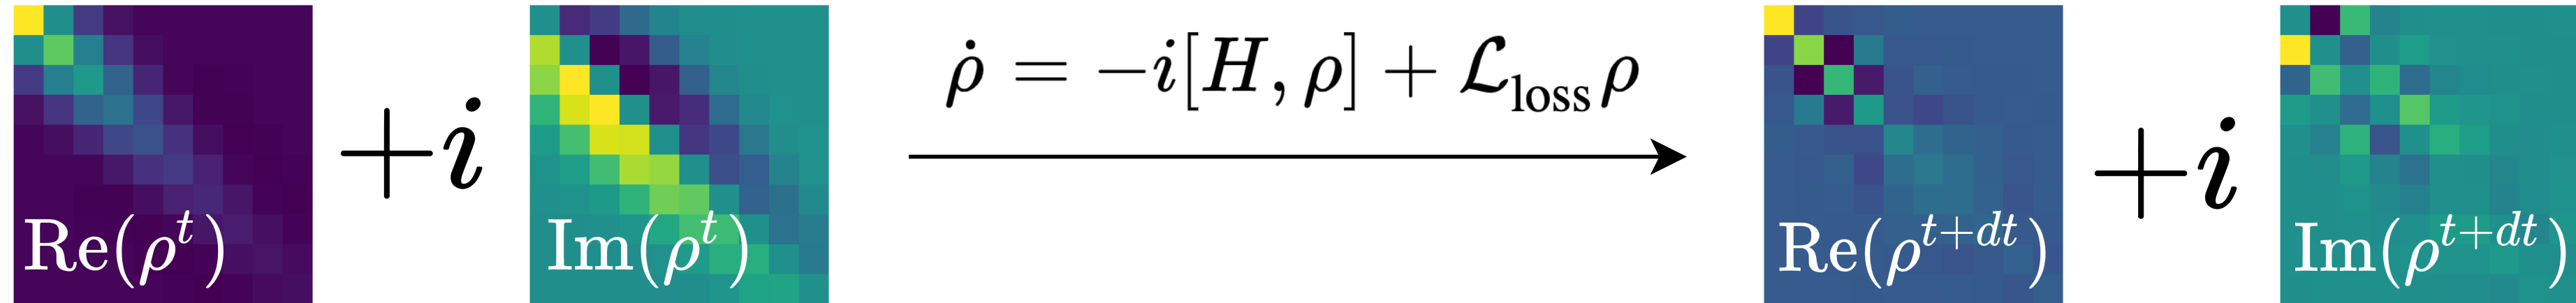 Re(ρ^t)
+i
Im(ρ^t)
ρ̇ = −i[H, ρ] + ℒ_loss ρ
Re(ρ^{t+dt})
+i
Im(ρ^{t+dt})